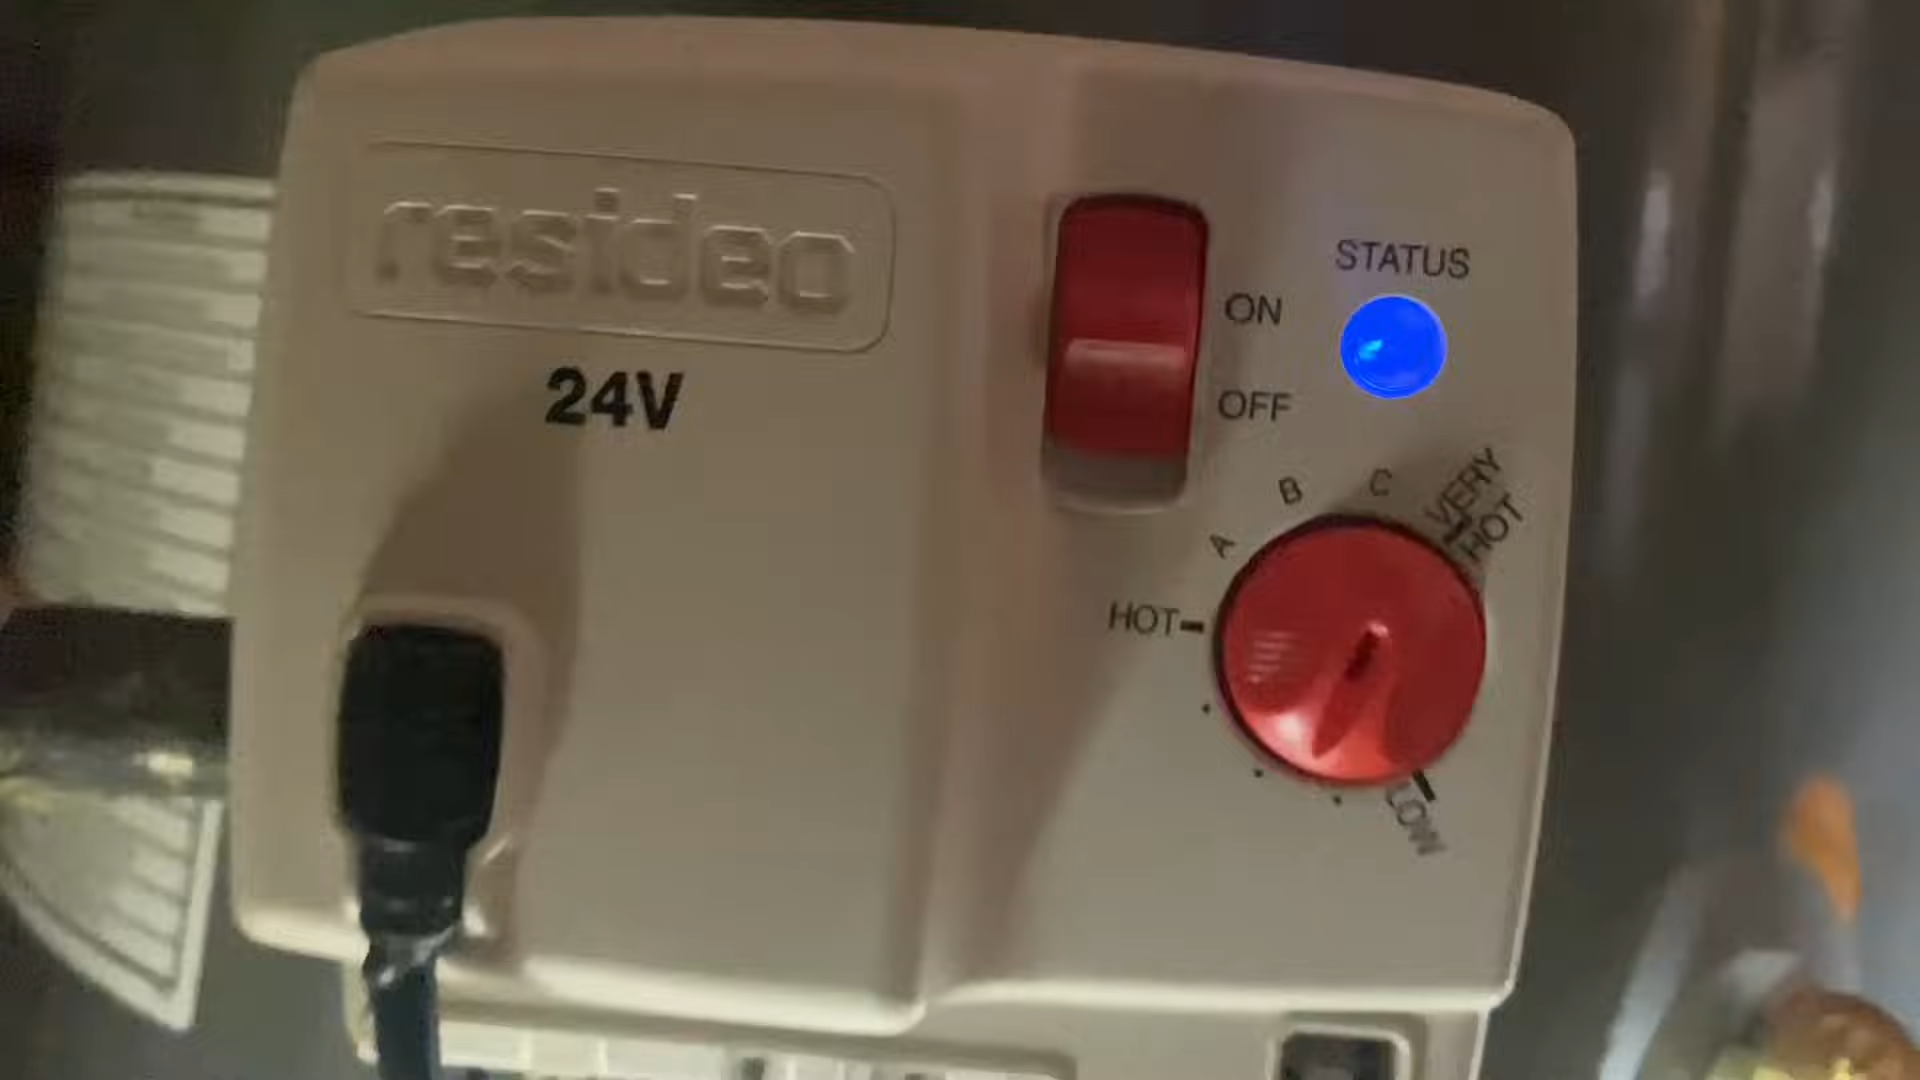 resideo
24V
STATUS
ON
OFF
A
B
C
VERY
HOT
HOT
LOW